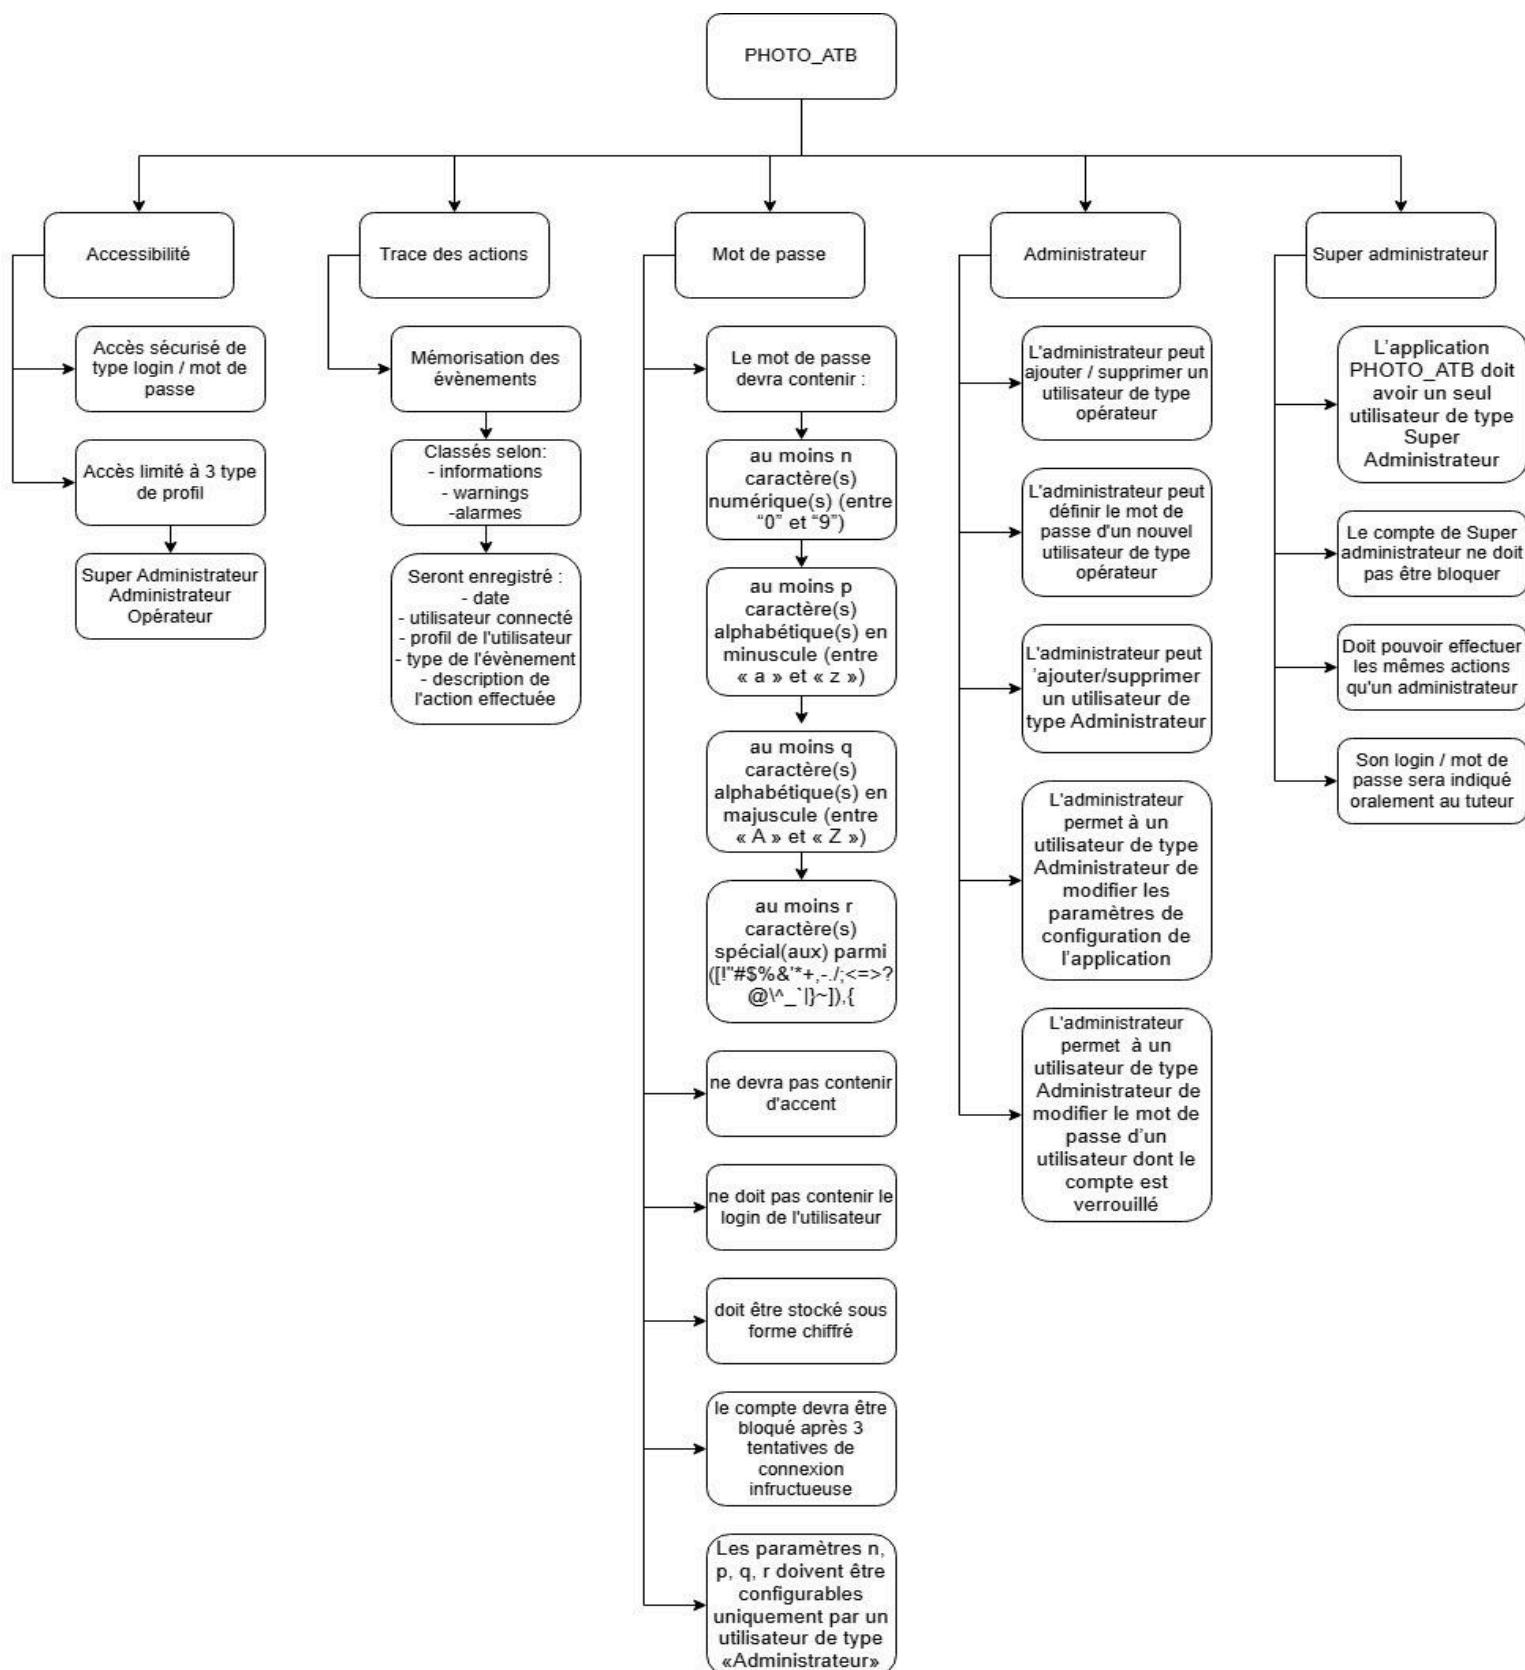 PHOTO_ATB
Accessibilité
Trace des actions
Mot de passe
Administrateur
Super administrateur
Accès sécurisé de
type login / mot de
passe
Accès limité à 3 type
de profil
Super Administrateur
Administrateur
Opérateur
Mémorisation des
évènements
Classés selon:
- informations
- warnings
-alarmes
Seront enregistré :
- date
- utilisateur connecté
- profil de l'utilisateur
- type de l'évènement
- description de
l'action effectuée
Le mot de passe
devra contenir :
au moins n
caractère(s)
numérique(s) (entre
“0” et “9”)
au moins p
caractère(s)
alphabétique(s) en
minuscule (entre
« a » et « z »)
au moins q
caractère(s)
alphabétique(s) en
majuscule (entre
« A » et « Z »)
au moins r
caractère(s)
spécial(aux) parmi
([!"#$%&'*+,-./;<=>?
@\^_`|}~]),{
ne devra pas contenir
d'accent
ne doit pas contenir le
login de l'utilisateur
doit être stocké sous
forme chiffré
le compte devra être
bloqué après 3
tentatives de
connexion
infructueuse
Les paramètres n,
p, q, r doivent être
configurables
uniquement par un
utilisateur de type
«Administrateur»
L'administrateur peut
ajouter / supprimer un
utilisateur de type
opérateur
L'administrateur peut
définir le mot de
passe d'un nouvel
utilisateur de type
opérateur
L'administrateur peut
’ajouter/supprimer
un utilisateur de
type Administrateur
L'administrateur
permet à un
utilisateur de type
Administrateur de
modifier les
paramètres de
configuration de
l’application
L'administrateur
permet à un
utilisateur de type
Administrateur de
modifier le mot de
passe d’un
utilisateur dont le
compte est
verrouillé
L’application
PHOTO_ATB doit
avoir un seul
utilisateur de type
Super
Administrateur
Le compte de Super
administrateur ne doit
pas être bloquer
Doit pouvoir effectuer
les mêmes actions
qu'un administrateur
Son login / mot de
passe sera indiqué
oralement au tuteur